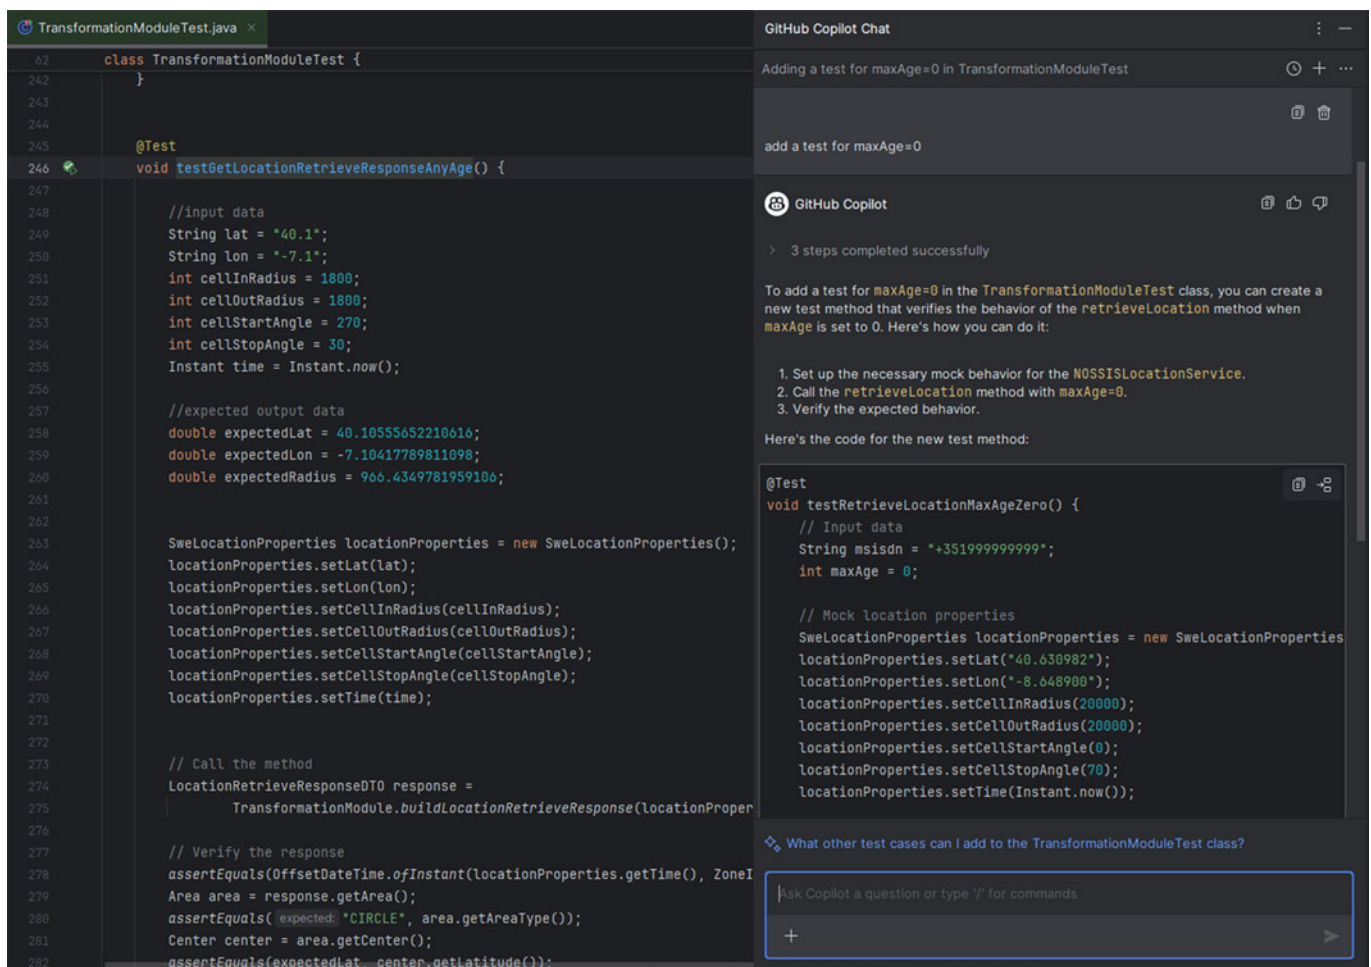 TransformationModuleTest.java ×
62 class TransformationModuleTest {
242 }
243
244
245 @Test
246 void testGetLocationRetrieveResponseAnyAge() {
247
248 //input data
249 String lat = "40.1";
250 String lon = "-7.1";
251 int cellInRadius = 1800;
252 int cellOutRadius = 1800;
253 int cellStartAngle = 270;
254 int cellStopAngle = 30;
255 Instant time = Instant.now();
256
257 //expected output data
258 double expectedLat = 40.10555652210616;
259 double expectedLon = -7.10417789811098;
260 double expectedRadius = 966.4349781959106;
261
262
263 SweLocationProperties locationProperties = new SweLocationProperties();
264 locationProperties.setLat(lat);
265 locationProperties.setLon(lon);
266 locationProperties.setCellInRadius(cellInRadius);
267 locationProperties.setCellOutRadius(cellOutRadius);
268 locationProperties.setCellStartAngle(cellStartAngle);
269 locationProperties.setCellStopAngle(cellStopAngle);
270 locationProperties.setTime(time);
271
272
273 // Call the method
274 LocationRetrieveResponseDTO response =
275 TransformationModule.buildLocationRetrieveResponse(locationProper
276
277 // Verify the response
278 assertEquals(OffsetDateTime.ofInstant(locationProperties.getTime(), ZoneI
279 Area area = response.getArea();
280 assertEquals( expected: "CIRCLE", area.getAreaType());
281 Center center = area.getCenter();
282 assertEquals(expectedLat, center.getLatitude());
GitHub Copilot Chat
Adding a test for maxAge=0 in TransformationModuleTest
add a test for maxAge=0
GitHub Copilot
> 3 steps completed successfully
To add a test for maxAge=0 in the TransformationModuleTest class, you can create a
new test method that verifies the behavior of the retrieveLocation method when
maxAge is set to 0. Here's how you can do it:
1. Set up the necessary mock behavior for the NOSSISLocationService.
2. Call the retrieveLocation method with maxAge=0.
3. Verify the expected behavior.
Here's the code for the new test method:
@Test
void testRetrieveLocationMaxAgeZero() {
// Input data
String msisdn = "+351999999999";
int maxAge = 0;
// Mock location properties
SweLocationProperties locationProperties = new SweLocationProperties
locationProperties.setLat("40.630982");
locationProperties.setLon("-8.648900");
locationProperties.setCellInRadius(20000);
locationProperties.setCellOutRadius(20000);
locationProperties.setCellStartAngle(0);
locationProperties.setCellStopAngle(70);
locationProperties.setTime(Instant.now());
What other test cases can I add to the TransformationModuleTest class?
Ask Copilot a question or type '/' for commands